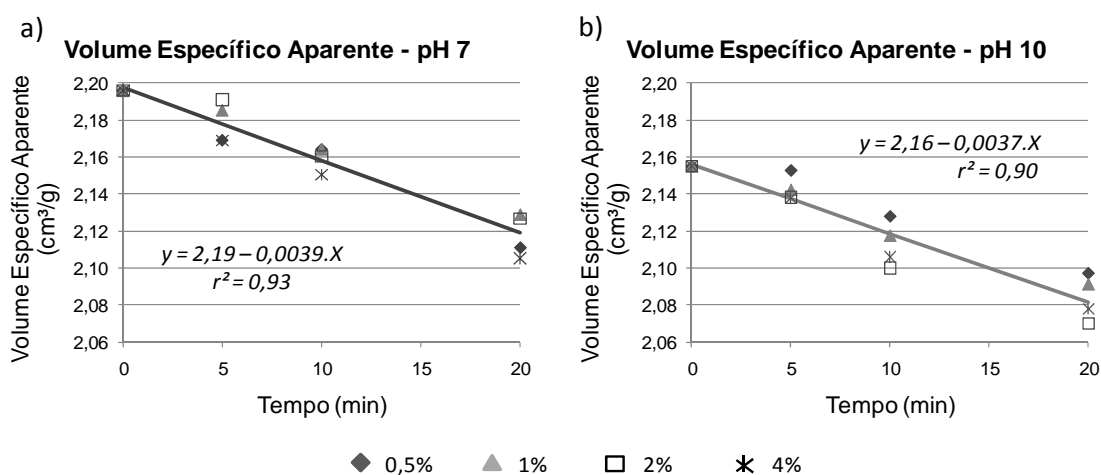 a)
Volume Específico Aparente - pH 7
Volume Específico Aparente
(cm³/g)
2,20
2,18
2,16
2,14
2,12
2,10
2,08
2,06
y = 2,19 – 0,0039.X
r² = 0,93
0 5 10 15 20
Tempo (min)
b)
Volume Específico Aparente - pH 10
Volume Específico Aparente
(cm³/g)
2,20
2,18
2,16
2,14
2,12
2,10
2,08
2,06
y = 2,16 – 0,0037.X
r² = 0,90
0 5 10 15 20
Tempo (min)
0,5% 1% 2% 4%